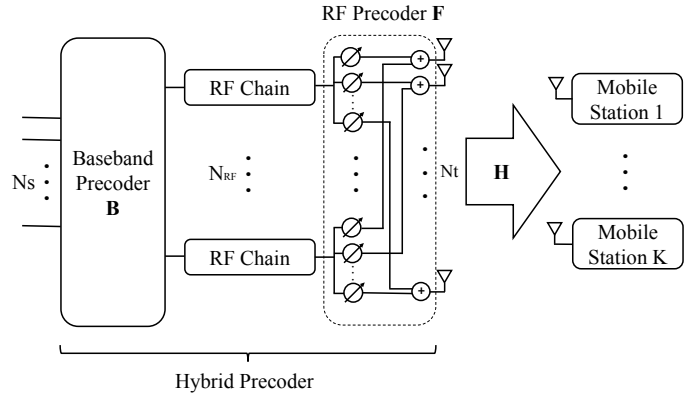 RF Precoder F
RF Chain
Mobile
Station 1
Baseband
Precoder
B
Ns
NRF
Nt
H
RF Chain
Mobile
Station K
Hybrid Precoder